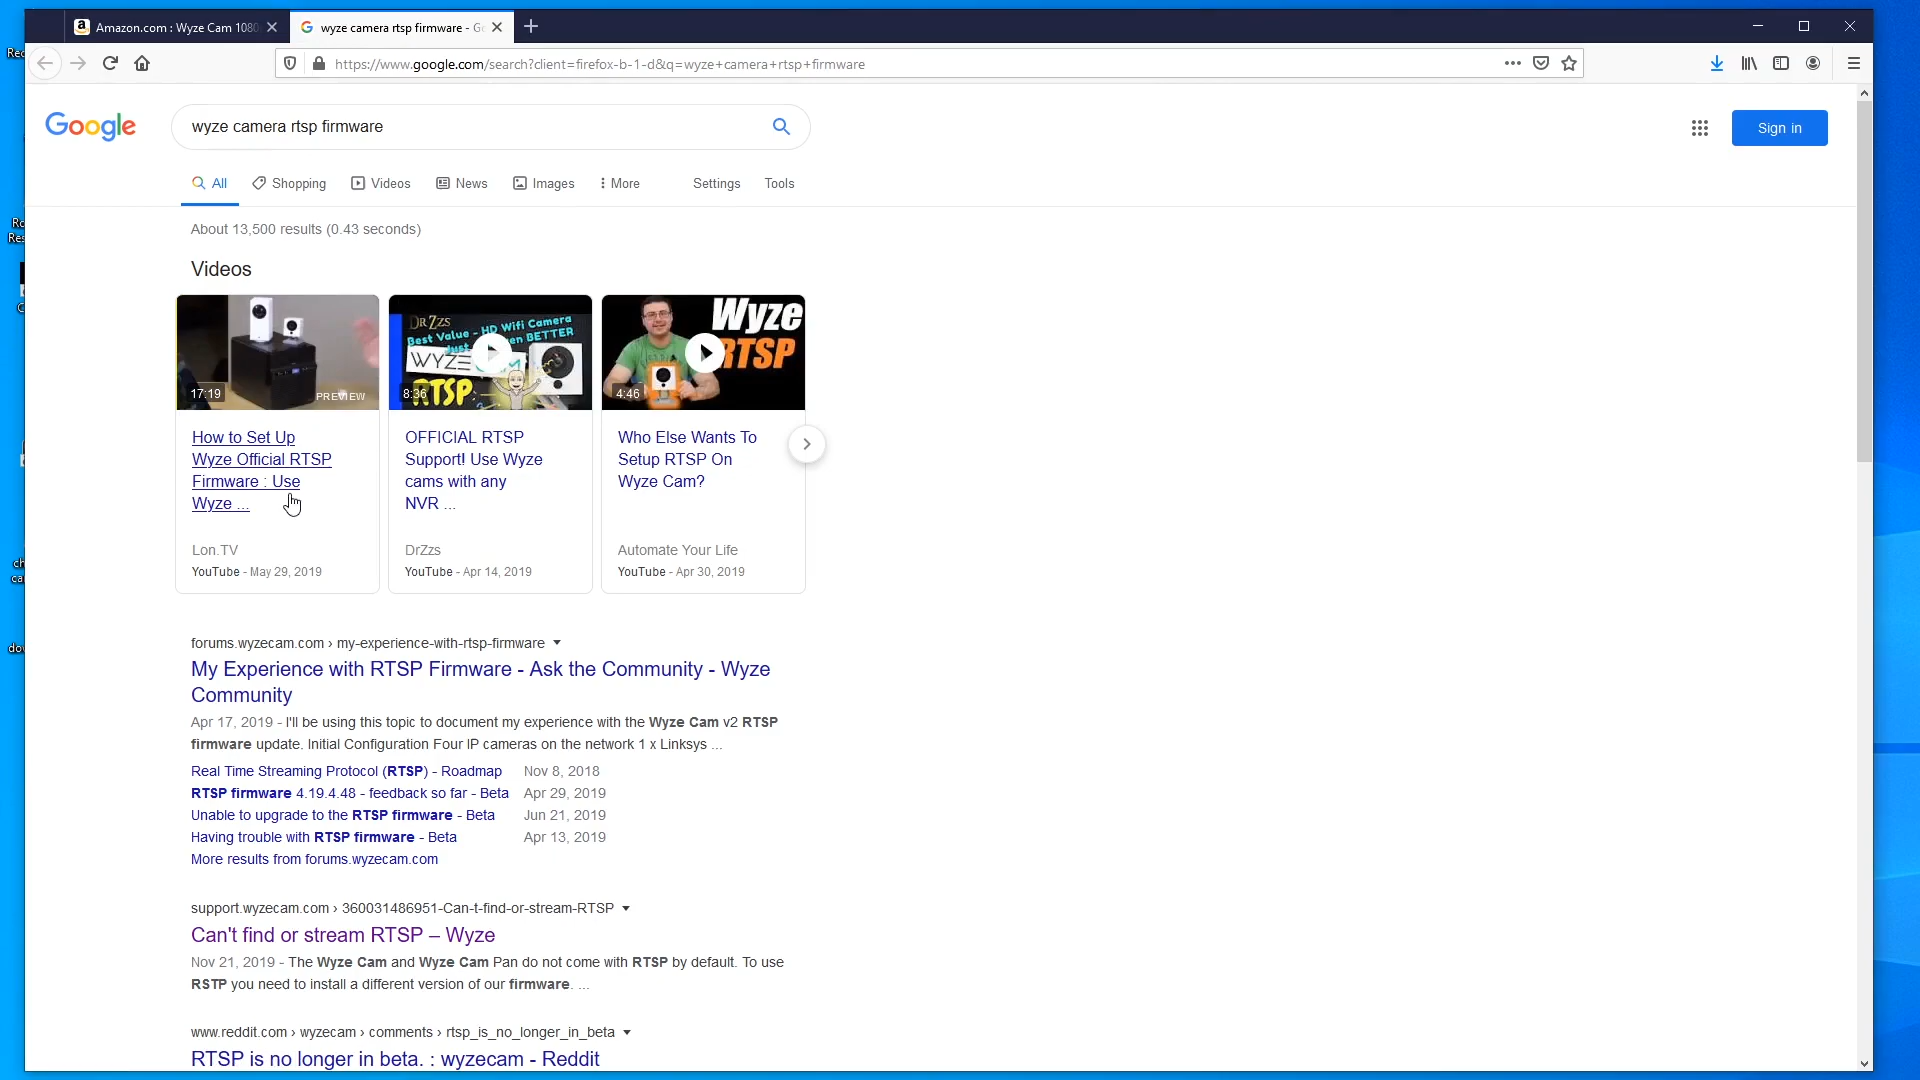 Amazon.com : Wyze Cam 1080
wyze camera rtsp firmware - G
https://www.google.com/search?client=firefox-b-1-d&q=wyze+camera+rtsp+firmware
Google
wyze camera rtsp firmware
Sign in
All
Shopping
Videos
News
Images
More
Settings
Tools
About 13,500 results (0.43 seconds)
Videos
17:19
PREVIEW
DRZZS
Best Value - HD Wifi Camera
BETTER
WYZE
RTSP
8:36
Wyze
RTSP
4:46
How to Set Up
Wyze Official RTSP
Firmware : Use
Wyze ...
Lon.TV
YouTube - May 29, 2019
OFFICIAL RTSP
Support! Use Wyze
cams with any
NVR ...
DrZzs
YouTube - Apr 14, 2019
Who Else Wants To
Setup RTSP On
Wyze Cam?
Automate Your Life
YouTube - Apr 30, 2019
forums.wyzecam.com › my-experience-with-rtsp-firmware
My Experience with RTSP Firmware - Ask the Community - Wyze
Community
Apr 17, 2019 - I'll be using this topic to document my experience with the Wyze Cam v2 RTSP
firmware update. Initial Configuration Four IP cameras on the network 1 x Linksys ...
Real Time Streaming Protocol (RTSP) - Roadmap Nov 8, 2018
RTSP firmware 4.19.4.48 - feedback so far - Beta Apr 29, 2019
Unable to upgrade to the RTSP firmware - Beta Jun 21, 2019
Having trouble with RTSP firmware - Beta Apr 13, 2019
More results from forums.wyzecam.com
support.wyzecam.com › 360031486951-Can-t-find-or-stream-RTSP
Can't find or stream RTSP – Wyze
Nov 21, 2019 - The Wyze Cam and Wyze Cam Pan do not come with RTSP by default. To use
RSTP you need to install a different version of our firmware. ...
www.reddit.com › wyzecam › comments › rtsp_is_no_longer_in_beta
RTSP is no longer in beta. : wyzecam - Reddit